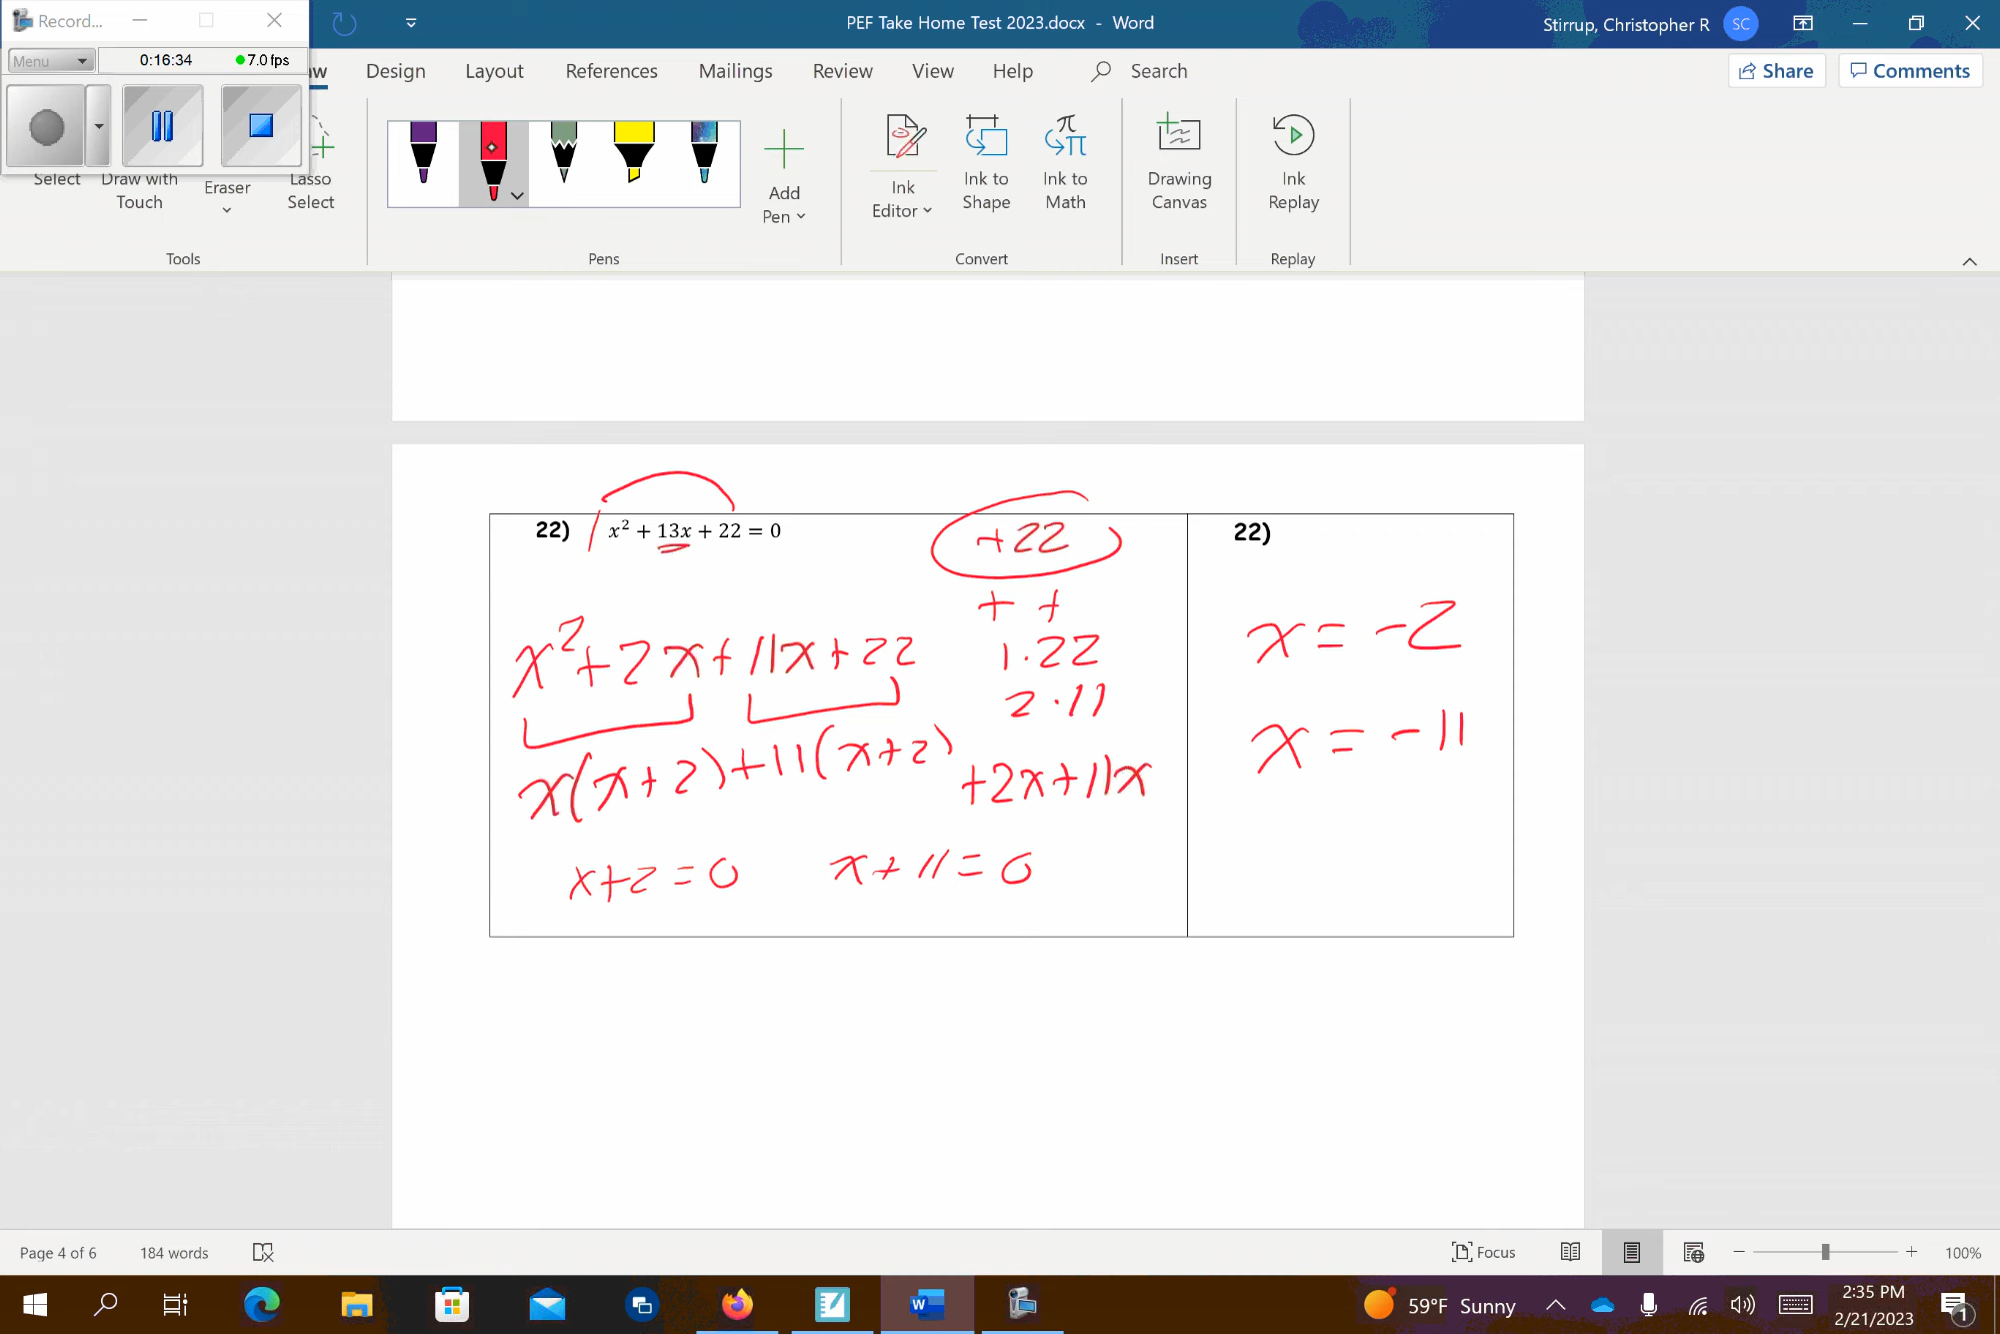 Record...
PEF Take Home Test 2023.docx - Word
Stirrup, Christopher R
SC
Menu
0:16:34
7.0 fps
w
Design
Layout
References
Mailings
Review
View
Help
Search
Share
Comments
Select
Draw with Touch
Eraser
Lasso Select
Add Pen
Ink Editor
Ink to Shape
Ink to Math
Drawing Canvas
Ink Replay
Tools
Pens
Convert
Insert
Replay
22) x² + 13x + 22 = 0
+22
+ +
1·22
2·11
+2x+11x
x²+2x+11x+22
x(x+2)+11(x+2)
x+2=0 x+11=0
22)
x=-2
x=-11
Page 4 of 6
184 words
Focus
100%
59°F Sunny
2:35 PM
2/21/2023
1